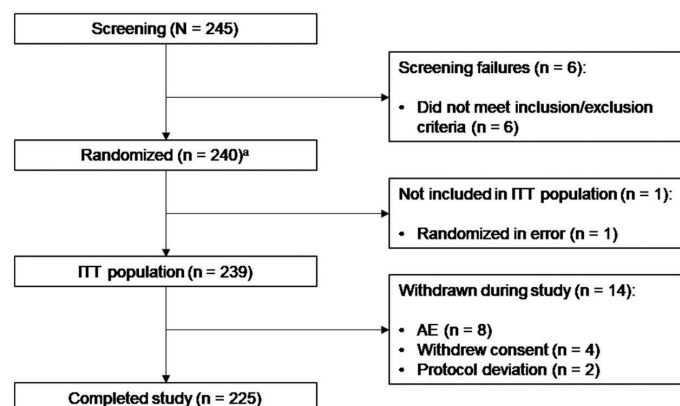 Screening (N = 245)
Screening failures (n = 6):
• Did not meet inclusion/exclusion
criteria (n = 6)
Randomized (n = 240)ᵃ
Not included in ITT population (n = 1):
• Randomized in error (n = 1)
ITT population (n = 239)
Withdrawn during study (n = 14):
• AE (n = 8)
• Withdrew consent (n = 4)
• Protocol deviation (n = 2)
Completed study (n = 225)